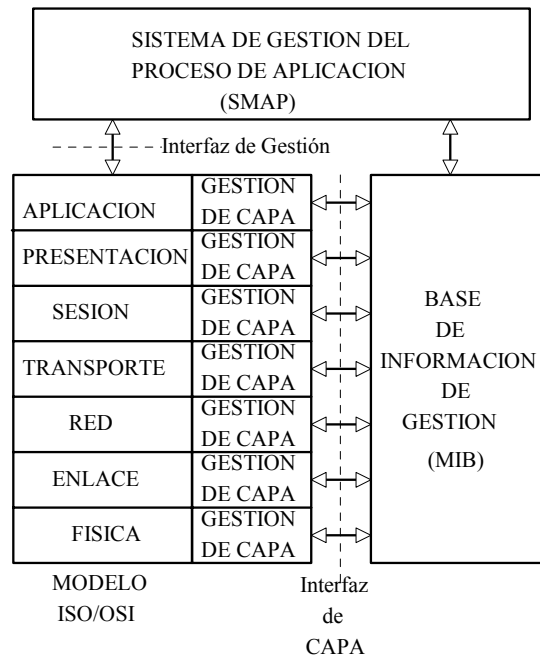 SISTEMA DE GESTION DEL
PROCESO DE APLICACION
(SMAP)
Interfaz de Gestión
APLICACION
GESTION
DE CAPA
PRESENTACION
GESTION
DE CAPA
SESION
GESTION
DE CAPA
TRANSPORTE
GESTION
DE CAPA
RED
GESTION
DE CAPA
ENLACE
GESTION
DE CAPA
FISICA
GESTION
DE CAPA
BASE
DE
INFORMACION
DE
GESTION
(MIB)
MODELO
ISO/OSI
Interfaz
de
CAPA